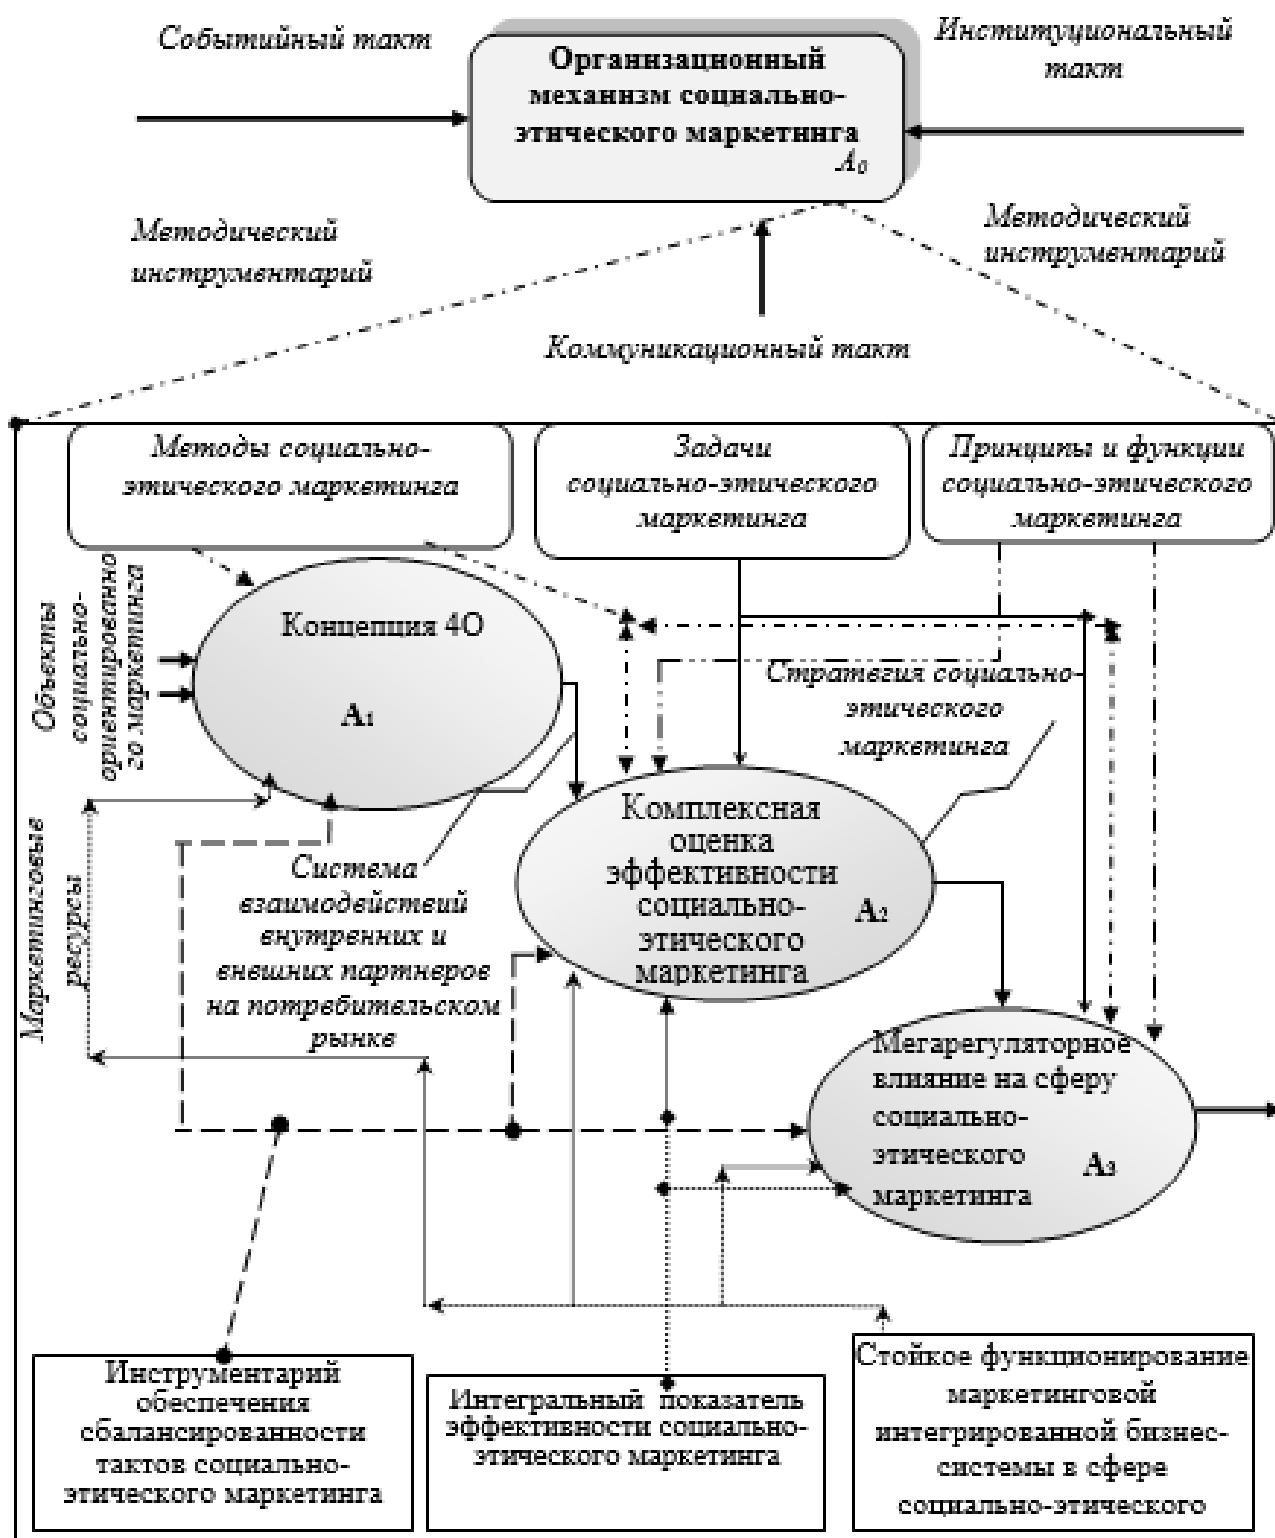 Событийный такт
Организационный
механизм социально-
этического маркетинга
A0
Институциональный
такт
Методический
инструментарий
Методический
инструментарий
Коммуникационный такт
Методы социально-
этического маркетинга
Задачи
социально-этического
маркетинга
Принципы и функции
социально-этического
маркетинга
Объекты
социально-
ориентированно
го маркетинга
Концепция 4О
A1
Стратегия социально-
этического
маркетинга
Маркетинговые
ресурсы
Система
взаимодействий
внутренних и
внешних партнеров
на потребительском
рынке
Комплексная
оценка
эффективности
социально-
этического
маркетинга
A2
Мегарегуляторное
влияние на сферу
социально-
этического
маркетинга
A3
Инструментарий
обеспечения
сбалансированности
тактов социально-
этического маркетинга
Интегральный показатель
эффективности социально-
этического маркетинга
Стойкое функционирование
маркетинговой
интегрированной бизнес-
системы в сфере
социально-этического